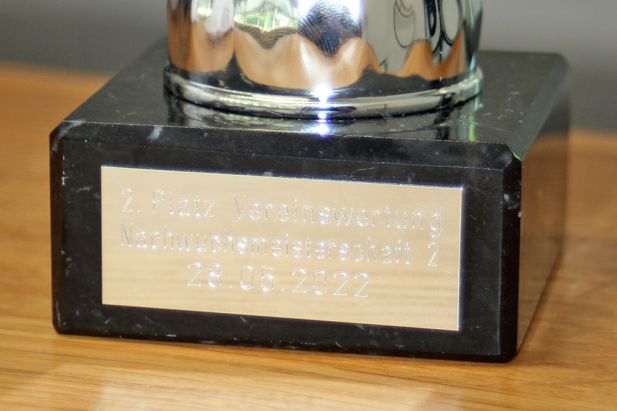 2. Platz Vereinswertung
Nachwuchsmeisterschaft 2
28.05.2022